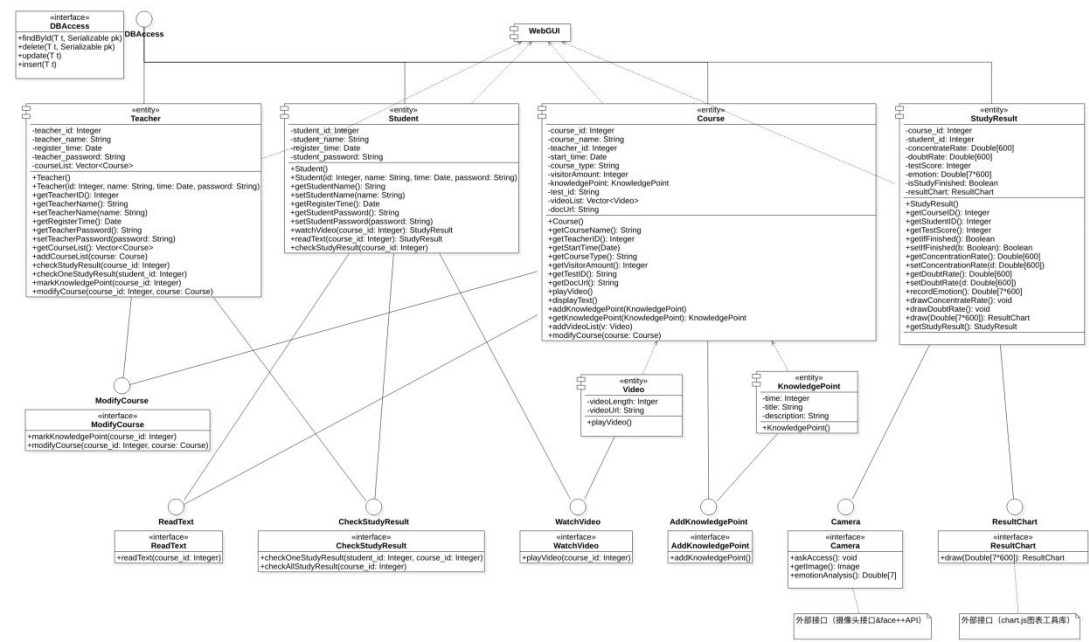 «interface»
DBAccess
+findById(T t, Serializable pk)
+delete(T t, Serializable pk)
+update(T t)
+insert(T t)
DBAccess
WebGUI
«entity»
Teacher
-teacher_id: Integer
-teacher_name: String
-register_time: Date
-teacher_password: String
-courseList: Vector<Course>
+Teacher()
+Teacher(id: Integer, name: String, time: Date, password: String)
+getTeacherID(): Integer
+getTeacherName(): String
+setTeacherName(name: String)
+getRegisterTime(): Date
+getTeacherPassword(): String
+setTeacherPassword(password: String)
+getCourseList(): Vector<Course>
+addCourseList(course: Course)
+checkStudyResult(course_id: Integer)
+checkOneStudyResult(student_id: Integer)
+markKnowledgePoint(course_id: Integer)
+modifyCourse(course_id: Integer, course: Course)
«entity»
Student
-student_id: Integer
-student_name: String
-register_time: Date
-student_password: String
+Student()
+Student(id: Integer, name: String, time: Date, password: String)
+getStudentName(): String
+setStudentName(name: String)
+getRegisterTime(): Date
+getStudentPassword(): String
+setStudentPassword(password: String)
+watchVideo(course_id: Integer): StudyResult
+readText(course_id: Integer): StudyResult
+checkStudyResult(course_id: Integer)
«entity»
Course
-course_id: Integer
-course_name: String
-teacher_id: Integer
-start_time: Date
-course_type: String
-visitorAmount: Integer
-knowledgePoint: KnowledgePoint
-test_id: String
-videoList: Vector<Video>
-docUrl: String
+Course()
+getCourseName(): String
+getTeacherID(): Integer
+getStartTime(Date)
+getCourseType(): String
+getVisitorAmount(): Integer
+getTestID(): String
+getDocUrl(): String
+playVideo()
+displayText()
+addKnowledgePoint(KnowledgePoint)
+getKnowledgePoint(KnowledgePoint): KnowledgePoint
+addVideoList(v: Video)
+modifyCourse(course: Course)
«entity»
StudyResult
-course_id: Integer
-student_id: Integer
-concentrateRate: Double[600]
-doubtRate: Double[600]
-testScore: Integer
-emotion: Double[7*600]
-isStudyFinished: Boolean
-resultChart: ResultChart
+StudyResult()
+getCourseID(): Integer
+getStudentID(): Integer
+getTestScore(): Integer
+getIfFinished(): Boolean
+setIfFinished(b: Boolean): Boolean
+getConcentrationRate(): Double[600]
+setConcentrationRate(d: Double[600])
+getDoubtRate(): Double[600]
+setDoubtRate(d: Double[600])
+recordEmotion(): Double[7*600]
+drawConcentrateRate(): void
+drawDoubtRate(): void
+draw(Double[7*600]): ResultChart
+getStudyResult(): StudyResult
ModifyCourse
«interface»
ModifyCourse
+markKnowledgePoint(course_id: Integer)
+modifyCourse(course_id: Integer, course: Course)
«entity»
Video
-videoLength: Intger
-videoUrl: String
+playVideo()
«entity»
KnowledgePoint
-time: Integer
-title: String
-description: String
+KnowledgePoint()
ReadText
«interface»
ReadText
+readText(course_id: Integer)
CheckStudyResult
«interface»
CheckStudyResult
+checkOneStudyResult(student_id: Integer, course_id: Integer)
+checkAllStudyResult(course_id: Integer)
WatchVideo
«interface»
WatchVideo
+playVideo(course_id: Integer)
AddKnowledgePoint
«interface»
AddKnowledgePoint
+addKnowledgePoint()
Camera
«interface»
Camera
+askAccess(): void
+getImage(): Image
+emotionAnalysis(): Double[7]
ResultChart
«interface»
ResultChart
+draw(Double[7*600]): ResultChart
外部接口（摄像头接口&face++API）
外部接口（chart.js图表工具库）